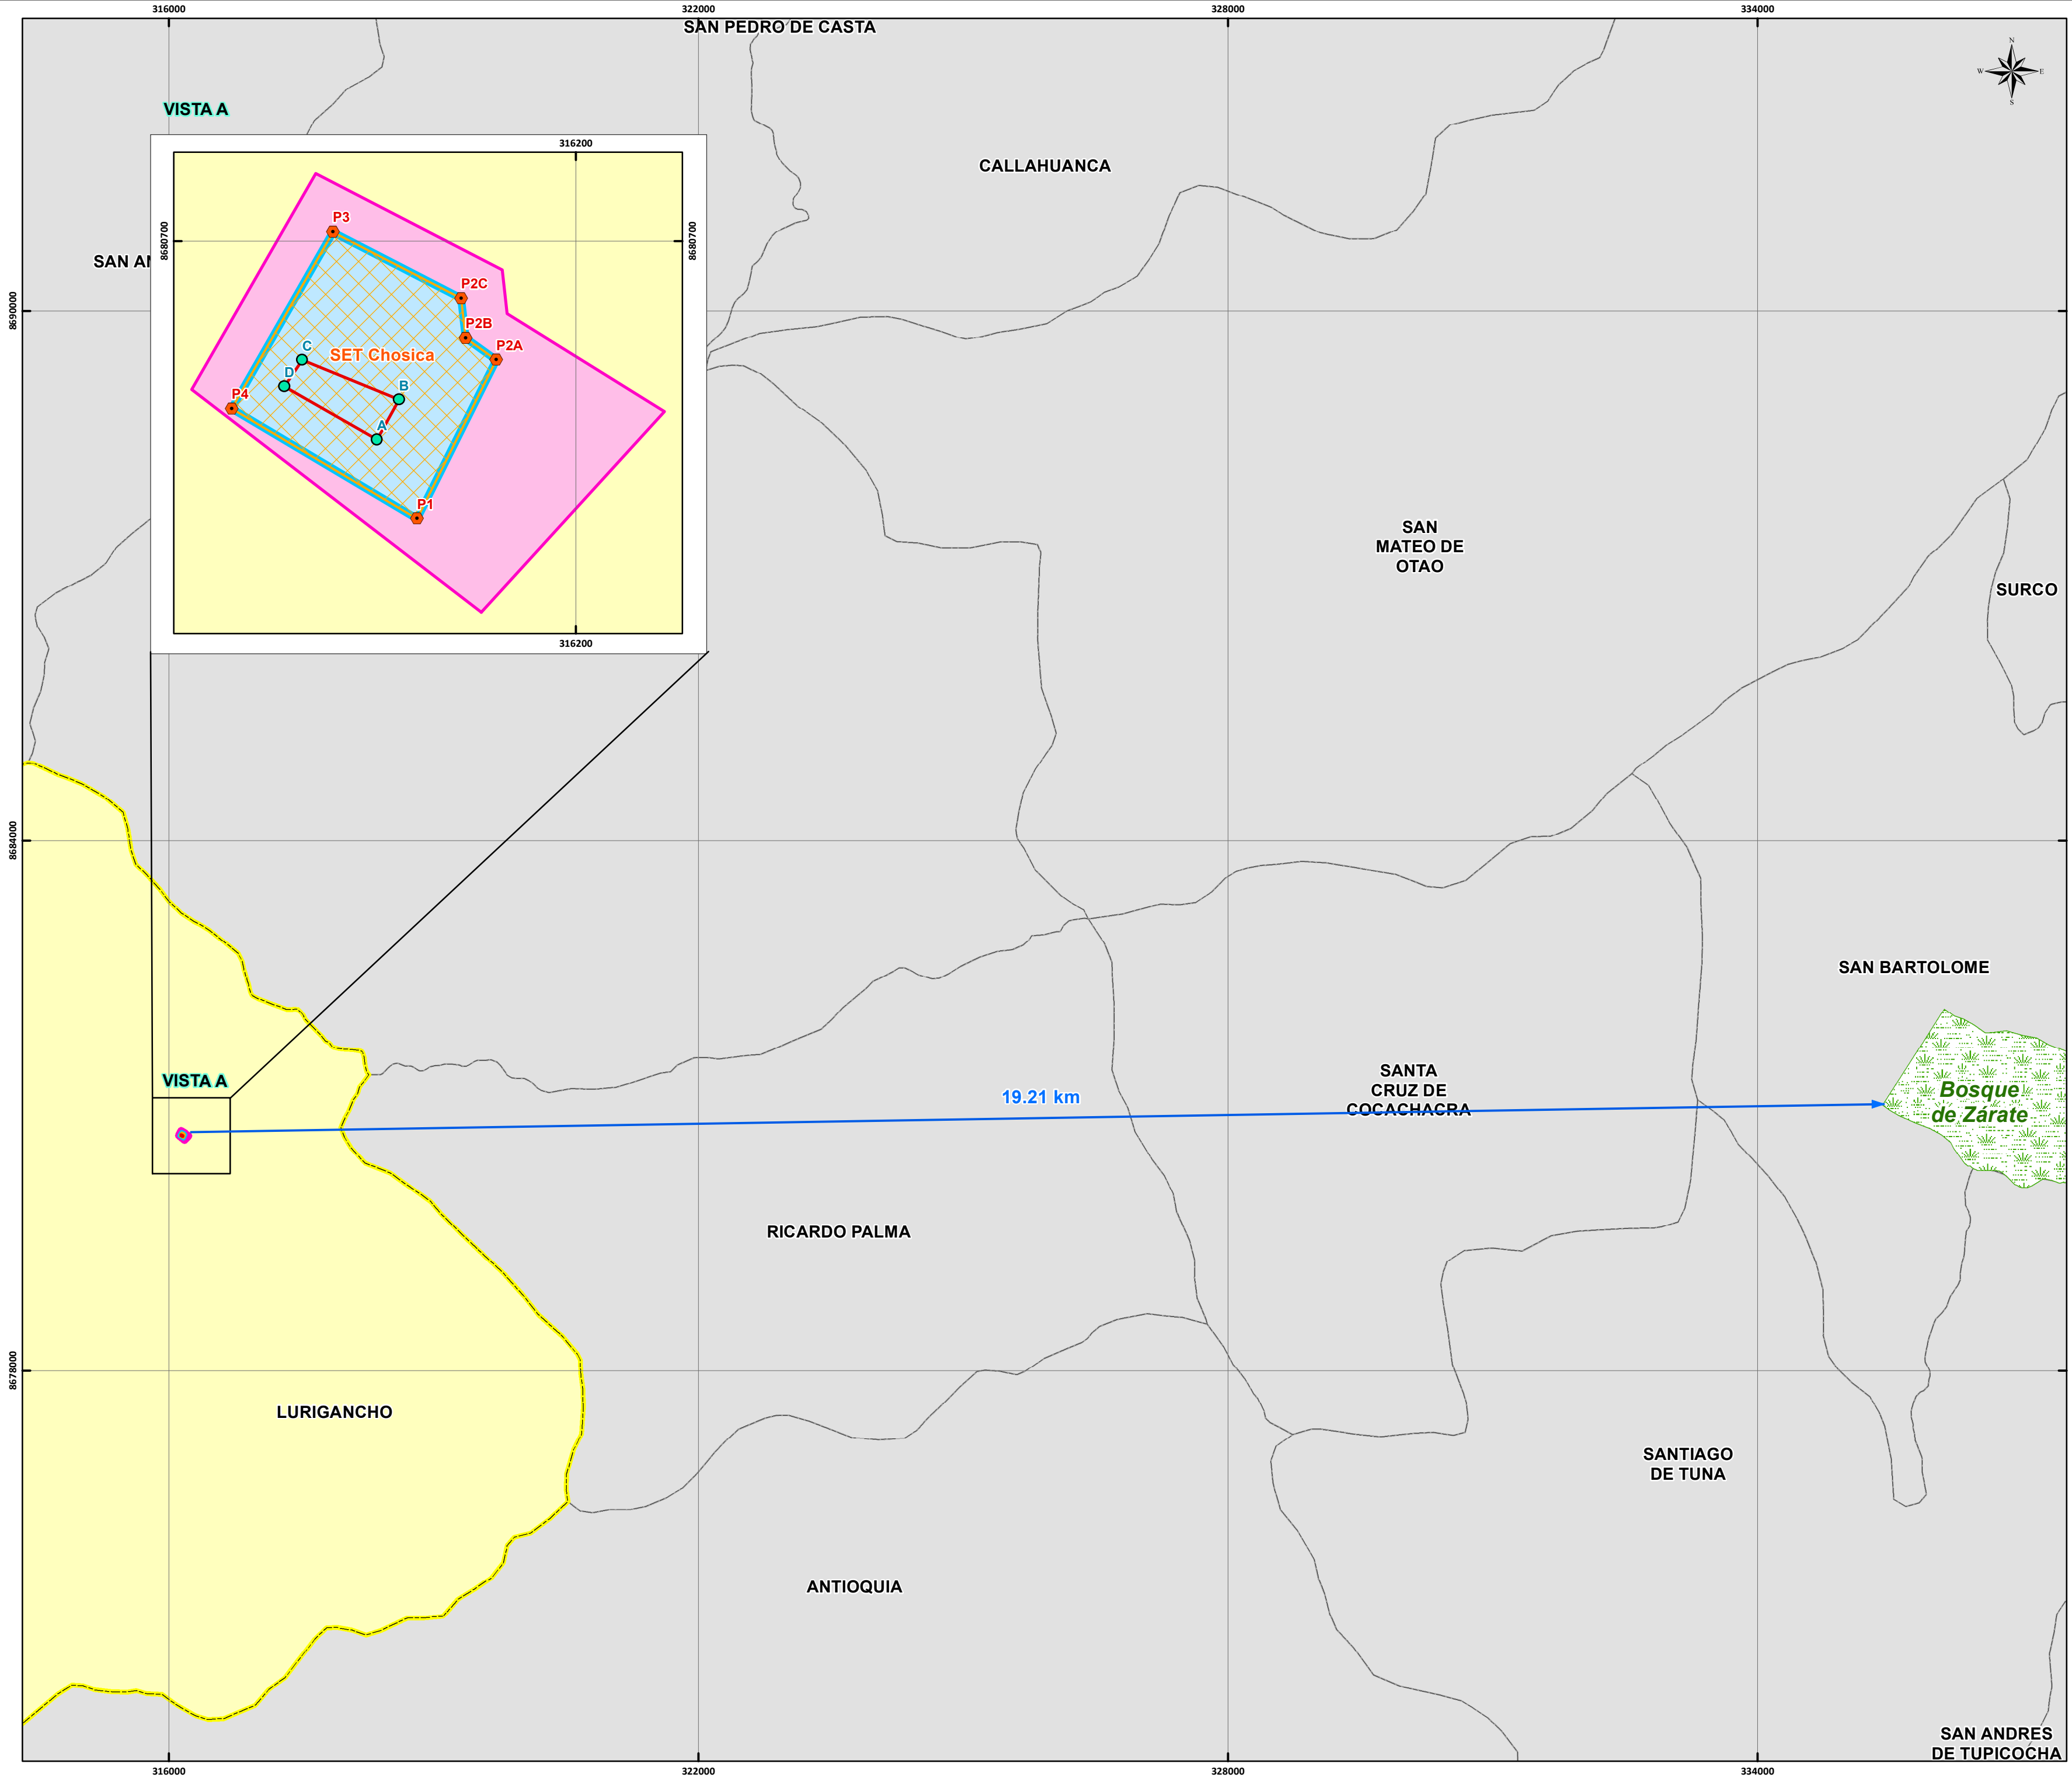 316000
322000
328000
334000
SAN PEDRO DE CASTA
N
W
E
S
VISTA A
CALLAHUANCA
316200
8680700
8680700
P3
SAN AN
P2C
P2B
P2A
C
SET Chosica
D
B
P4
A
P1
316200
8690000
SAN
MATEO DE
OTAO
SURCO
8684000
SAN BARTOLOME
VISTA A
19.21 km
SANTA
CRUZ DE
COCACHACRA
Bosque
de Zárate
RICARDO PALMA
8678000
LURIGANCHO
SANTIAGO
DE TUNA
ANTIOQUIA
SAN ANDRES
DE TUPICOCHA
316000
322000
328000
334000